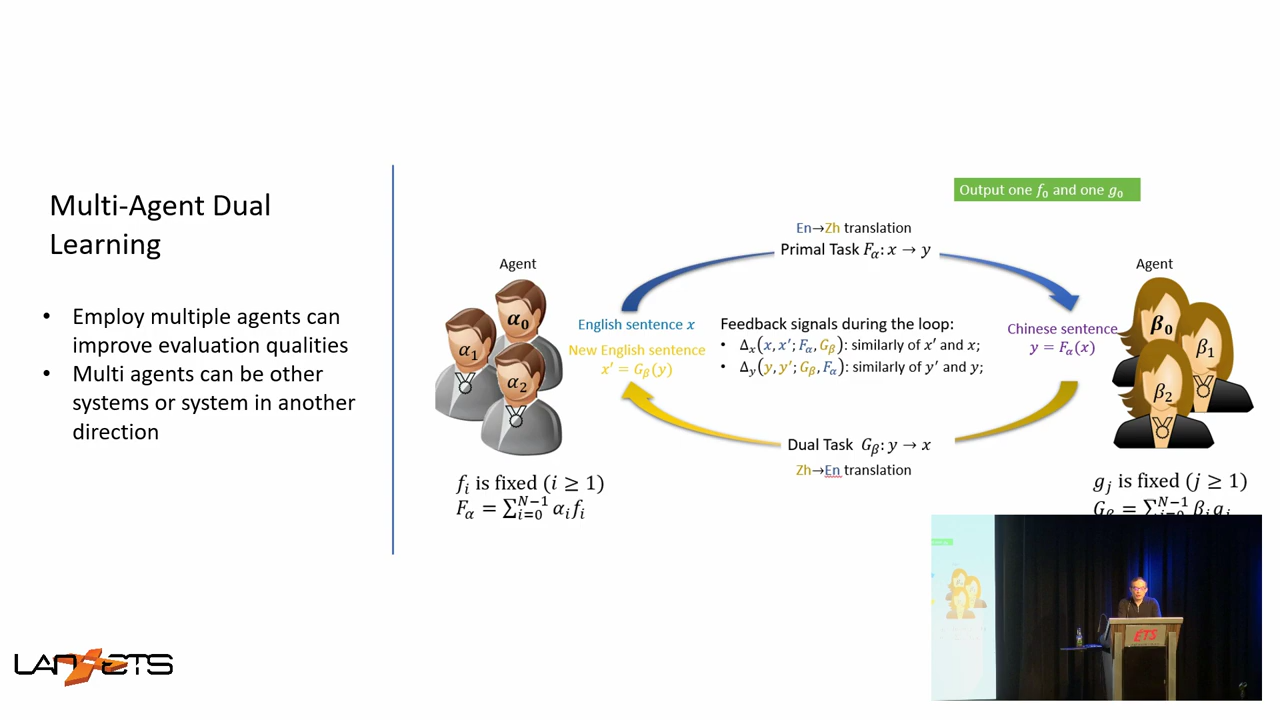 Multi-Agent Dual
Learning
• Employ multiple agents can
improve evaluation qualities
• Multi agents can be other
systems or system in another
direction
Output one f₀ and one g₀
En→Zh translation
Primal Task F_α: x → y
Agent
α₀
α₁
α₂
English sentence x
New English sentence
x′ = G_β(y)
Feedback signals during the loop:
• Δₓ(x, x′; F_α, G_β): similarly of x′ and x;
• Δ_y(y, y′; G_β, F_α): similarly of y′ and y;
Chinese sentence
y = F_α(x)
Agent
β₀
β₁
β₂
Dual Task G_β: y → x
Zh→En translation
f_i is fixed (i ≥ 1)
F_α = ∑_{i=0}^{N−1} α_i f_i
g_j is fixed (j ≥ 1)
ETS